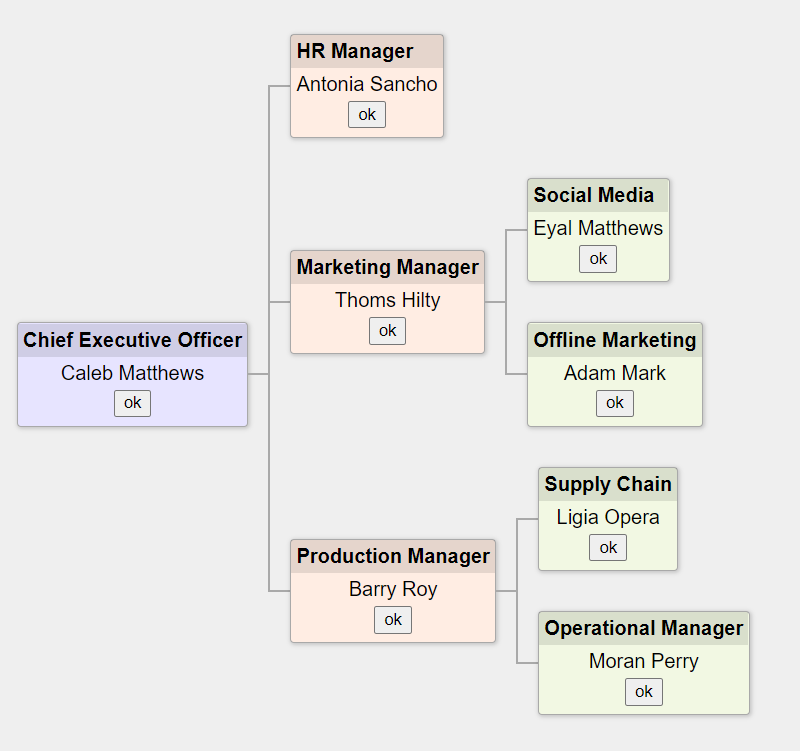 HR Manager
Antonia Sancho
ok
Social Media
Eyal Matthews
ok
Marketing Manager
Thoms Hilty
ok
Chief Executive Officer
Caleb Matthews
ok
Offline Marketing
Adam Mark
ok
Supply Chain
Ligia Opera
ok
Production Manager
Barry Roy
ok
Operational Manager
Moran Perry
ok